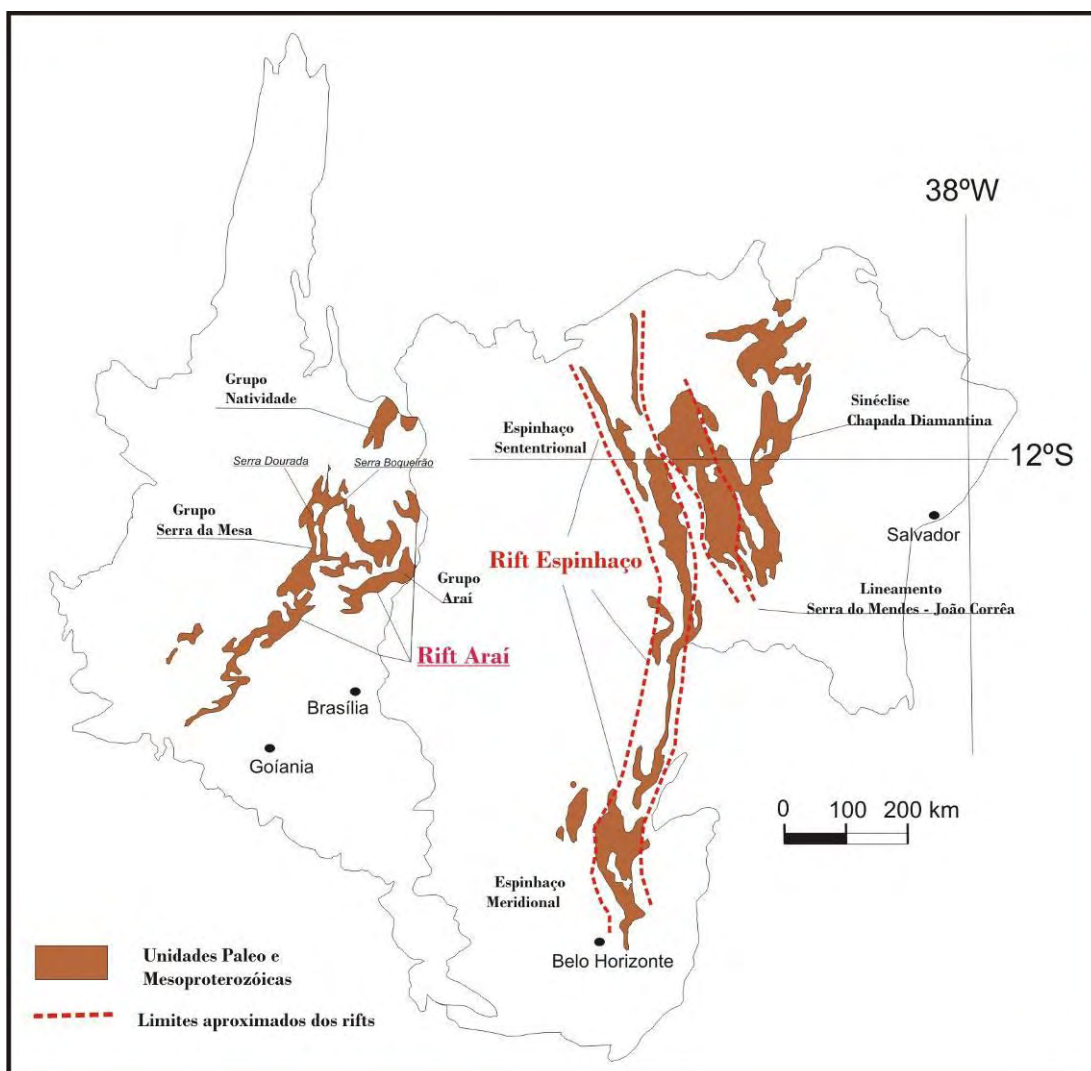 38ºW
Grupo
Natividade
Espinhaço
Sententrional
Sinéclise
Chapada Diamantina
Serra Dourada
Serra Boqueirão
12ºS
Grupo
Serra da Mesa
Salvador
Rift Espinhaço
Grupo
Araí
Lineamento
Serra do Mendes - João Corrêa
Rift Araí
Brasília
Goíania
0 100 200 km
Espinhaço
Meridional
Belo Horizonte
Unidades Paleo e
Mesoproterozóicas
Limites aproximados dos rifts